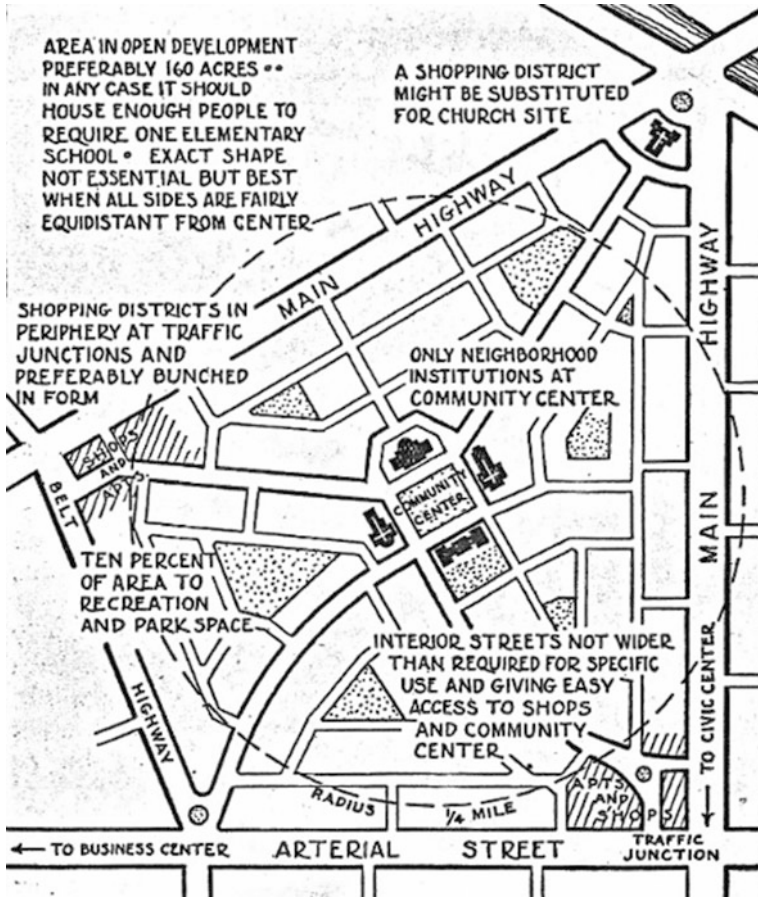 AREA IN OPEN DEVELOPMENT
PREFERABLY 160 ACRES ••
IN ANY CASE IT SHOULD
HOUSE ENOUGH PEOPLE TO
REQUIRE ONE ELEMENTARY
SCHOOL • EXACT SHAPE
NOT ESSENTIAL BUT BEST
WHEN ALL SIDES ARE FAIRLY
EQUIDISTANT FROM CENTER
A SHOPPING DISTRICT
MIGHT BE SUBSTITUTED
FOR CHURCH SITE
MAIN HIGHWAY
SHOPPING DISTRICTS IN
PERIPHERY AT TRAFFIC
JUNCTIONS AND
PREFERABLY BUNCHED
IN FORM
ONLY NEIGHBORHOOD
INSTITUTIONS AT
COMMUNITY CENTER
MAIN HIGHWAY
SHOPS
AND
APTS.
BELT HIGHWAY
COMMUNITY
CENTER
TEN PERCENT
OF AREA TO
RECREATION
AND PARK SPACE
INTERIOR STREETS NOT WIDER
THAN REQUIRED FOR SPECIFIC
USE AND GIVING EASY
ACCESS TO SHOPS
AND COMMUNITY
CENTER
TO CIVIC CENTER
RADIUS 1/4 MILE
APTS
AND
SHOPS
TRAFFIC
JUNCTION
← TO BUSINESS CENTER
ARTERIAL STREET